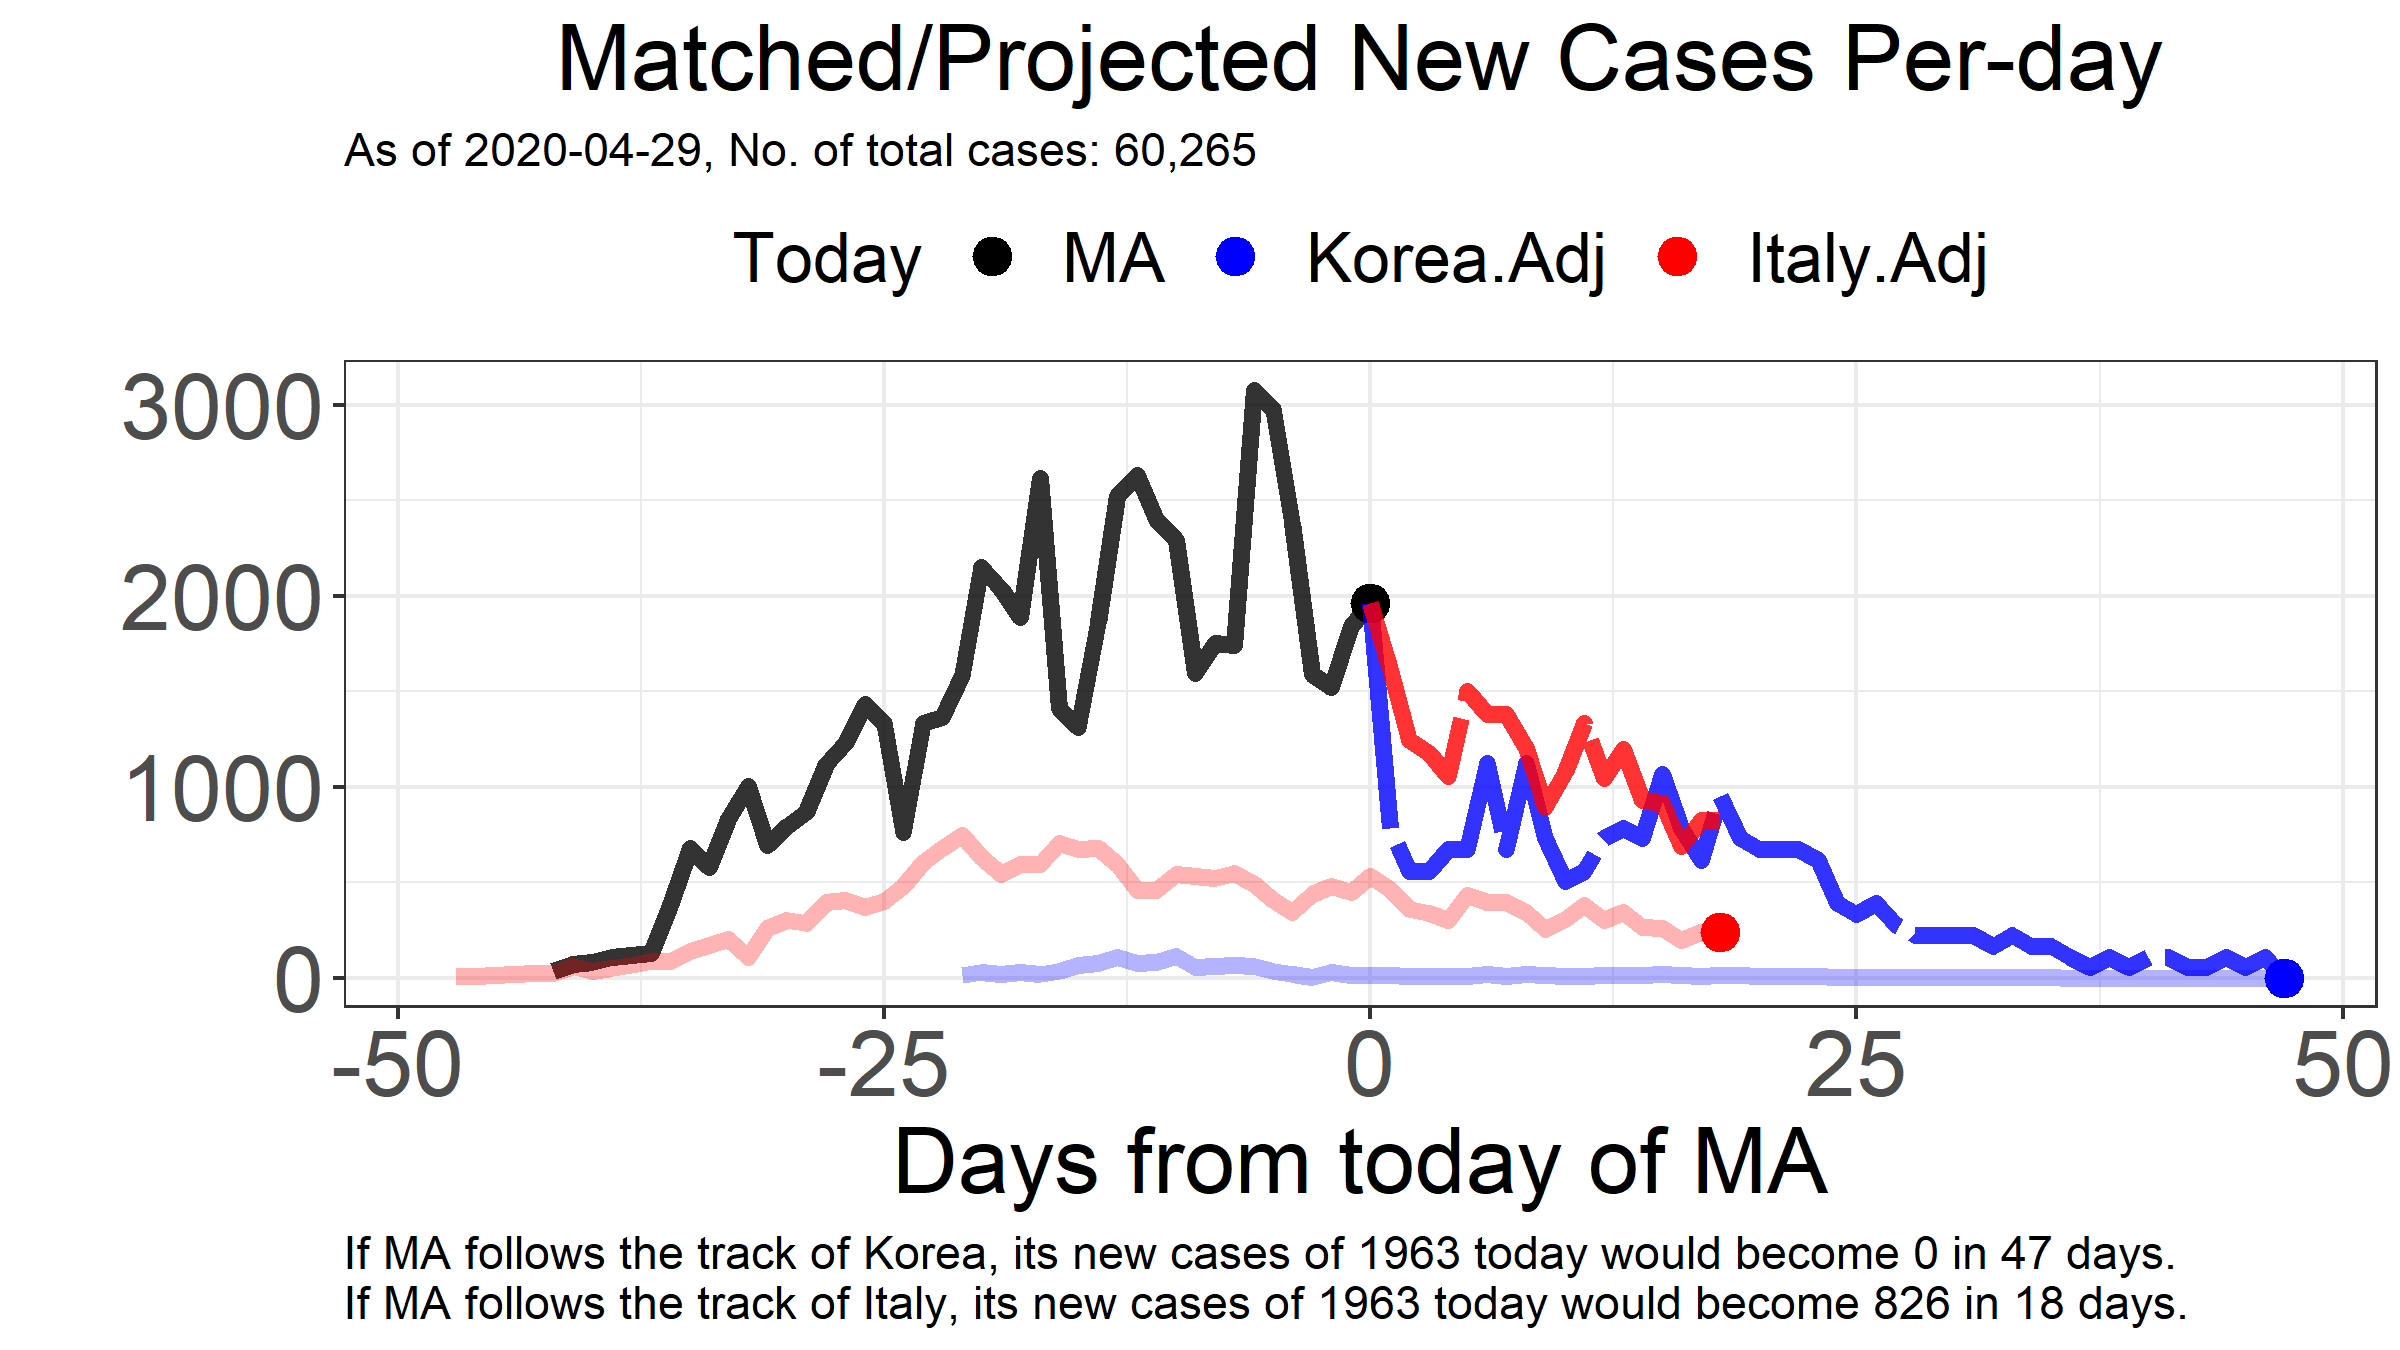 Matched/Projected New Cases Per-day
As of 2020-04-29, No. of total cases: 60,265
Today MA Korea.Adj Italy.Adj
3000
2000
1000
0
-50 -25 0 25 50
Days from today of MA
If MA follows the track of Korea, its new cases of 1963 today would become 0 in 47 days.
If MA follows the track of Italy, its new cases of 1963 today would become 826 in 18 days.